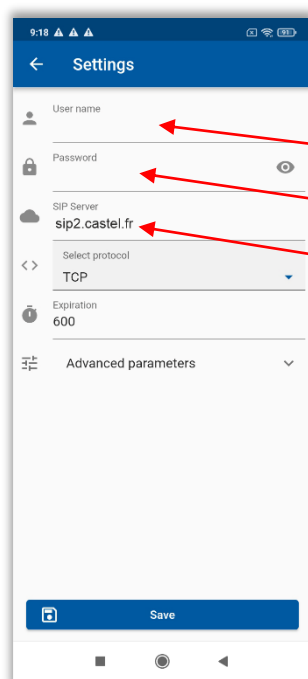 9:18
91
Settings
User name
Password
SIP Server
sip2.castel.fr
Select protocol
TCP
Expiration
600
Advanced parameters
Save